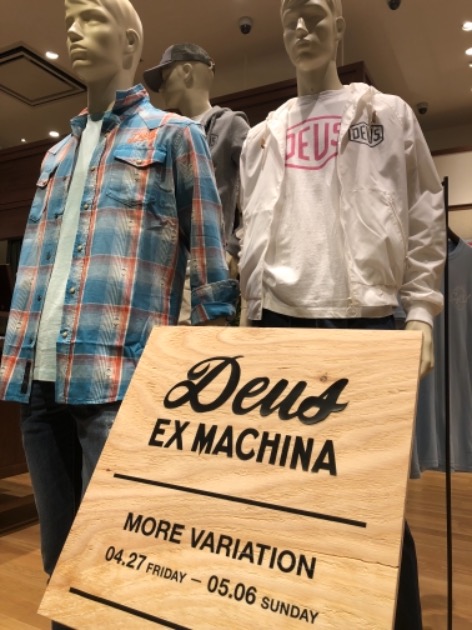 DEUS
DEUS
Deus
EX MACHINA
MORE VARIATION
04.27 FRIDAY – 05.06 SUNDAY